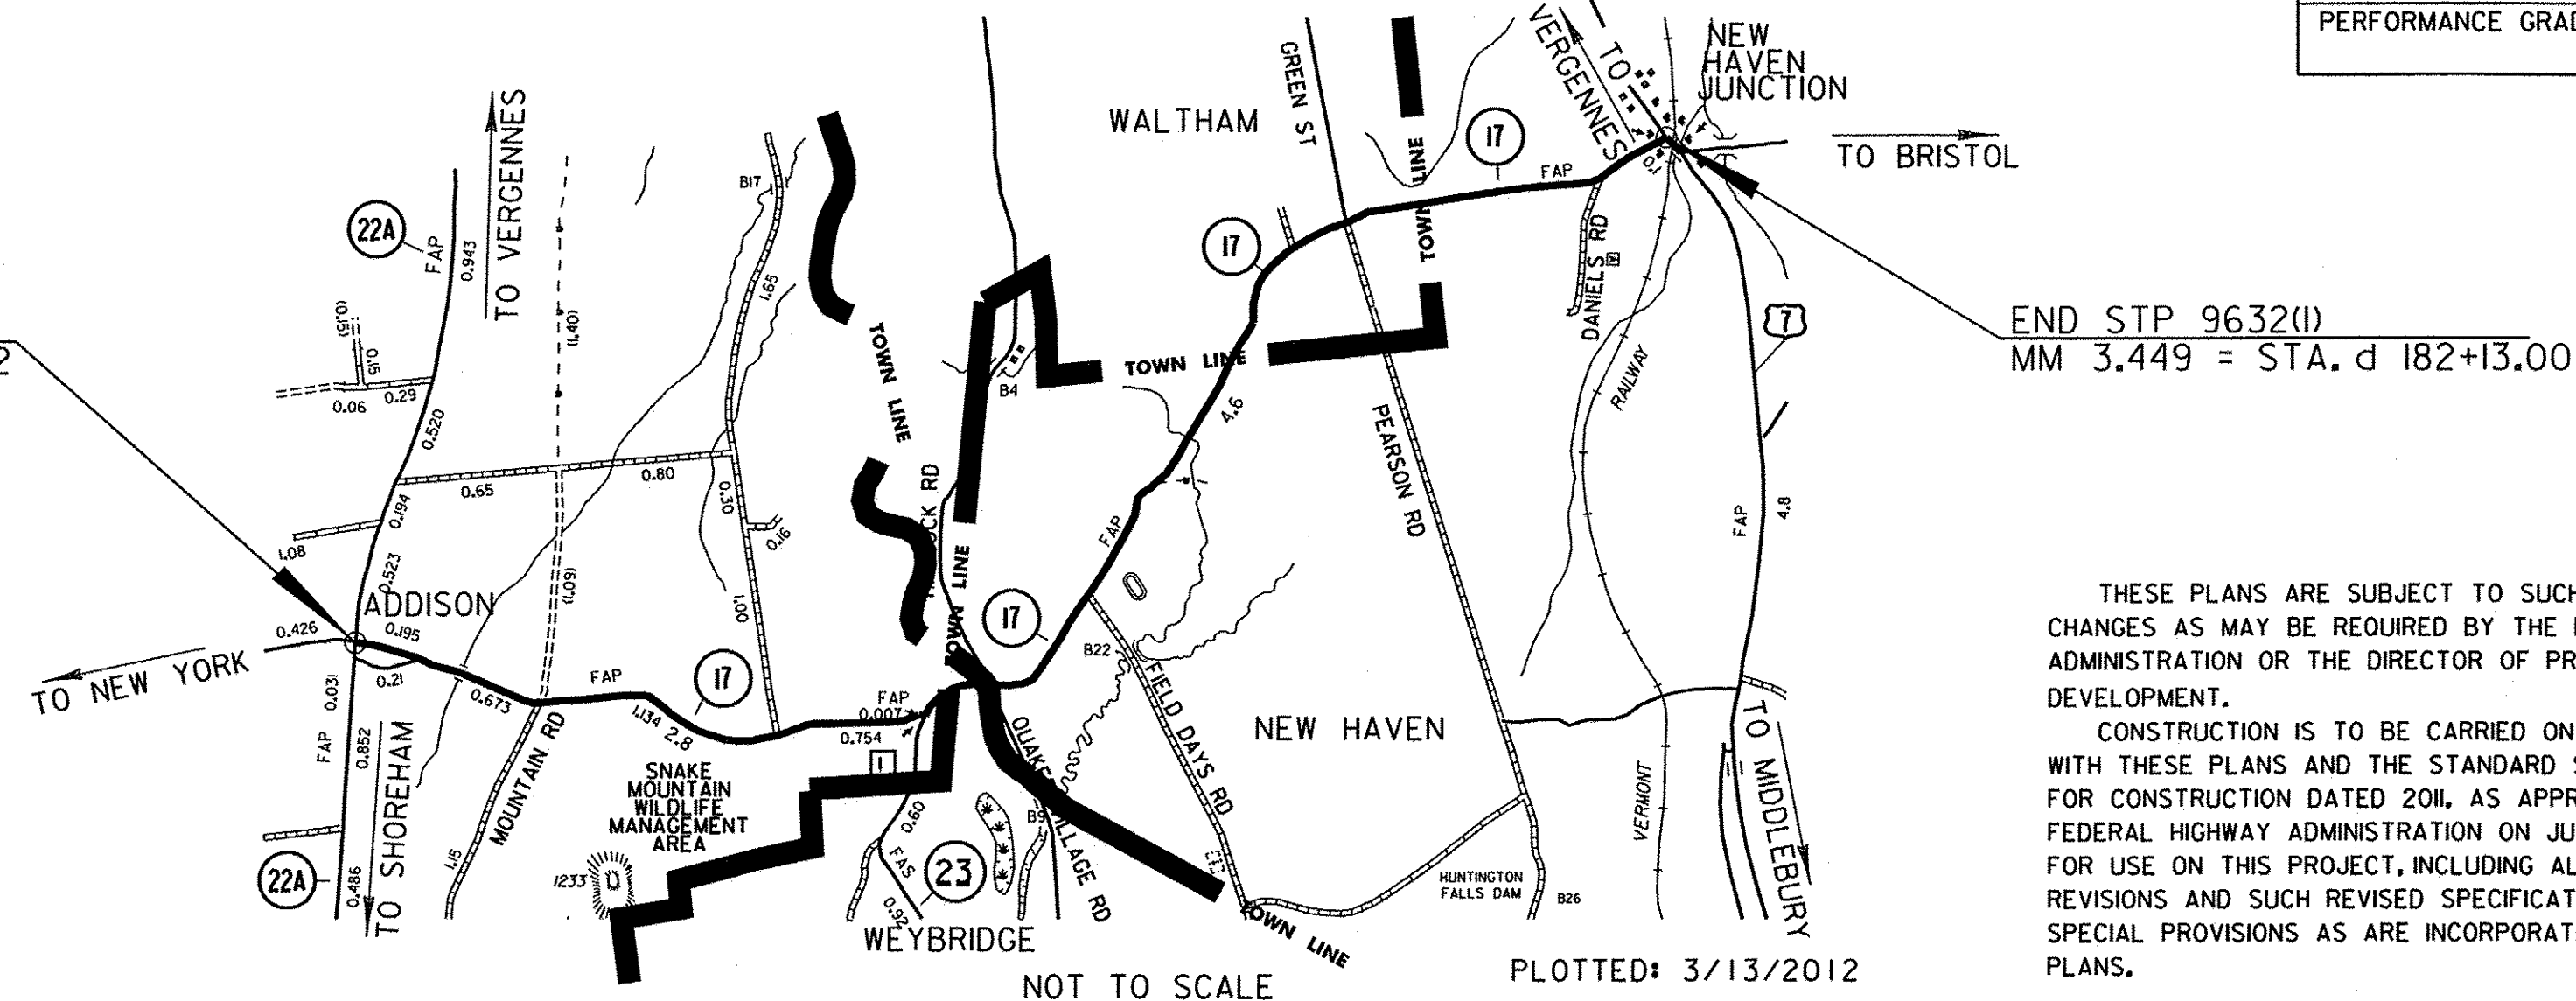 PERFORMANCE GRAD
NEW
HAVEN
JUNCTION
TO
VERGENNES
TO BRISTOL
WALTHAM
GREEN ST
TOWN LINE
17
FAP
0.1
TO VERGENNES
22A
FAP
0.943
B17
1.65
(1.40)
(0.15)
0.15
0.06
0.29
0.520
TOWN LINE
17
TOWN LINE
B4
4.6
DANIELS RD
RAILWAY
7
END STP 9632(1)
MM 3.449 = STA. d 182+13.00
2
0.65
0.80
0.30
0.16
0.194
1.08
0.523
(1.09)
1.00
TOWN LINE
FAP
PEARSON RD
FAP
4.8
ADDISON
0.426
0.195
TO NEW YORK
0.031
0.21
0.673
FAP
1.134
2.8
17
FAP
0.007
0.754
17
B22
FIELD DAYS RD
NEW HAVEN
FAP
0.852
TO SHOREHAM
MOUNTAIN RD
SNAKE
MOUNTAIN
WILDLIFE
MANAGEMENT
AREA
1
0.60
FAS
23
0.92
B9
VILLAGE RD
VERMONT
TO MIDDLEBURY
22A
0.486
1.15
1233
HUNTINGTON
FALLS DAM
B26
WEYBRIDGE
TOWN LINE
NOT TO SCALE
PLOTTED: 3/13/2012
THESE PLANS ARE SUBJECT TO SUCH
CHANGES AS MAY BE REQUIRED BY THE
ADMINISTRATION OR THE DIRECTOR OF PR
DEVELOPMENT.
CONSTRUCTION IS TO BE CARRIED ON
WITH THESE PLANS AND THE STANDARD S
FOR CONSTRUCTION DATED 2011, AS APPR
FEDERAL HIGHWAY ADMINISTRATION ON JU
FOR USE ON THIS PROJECT, INCLUDING AL
REVISIONS AND SUCH REVISED SPECIFICAT
SPECIAL PROVISIONS AS ARE INCORPORAT
PLANS.